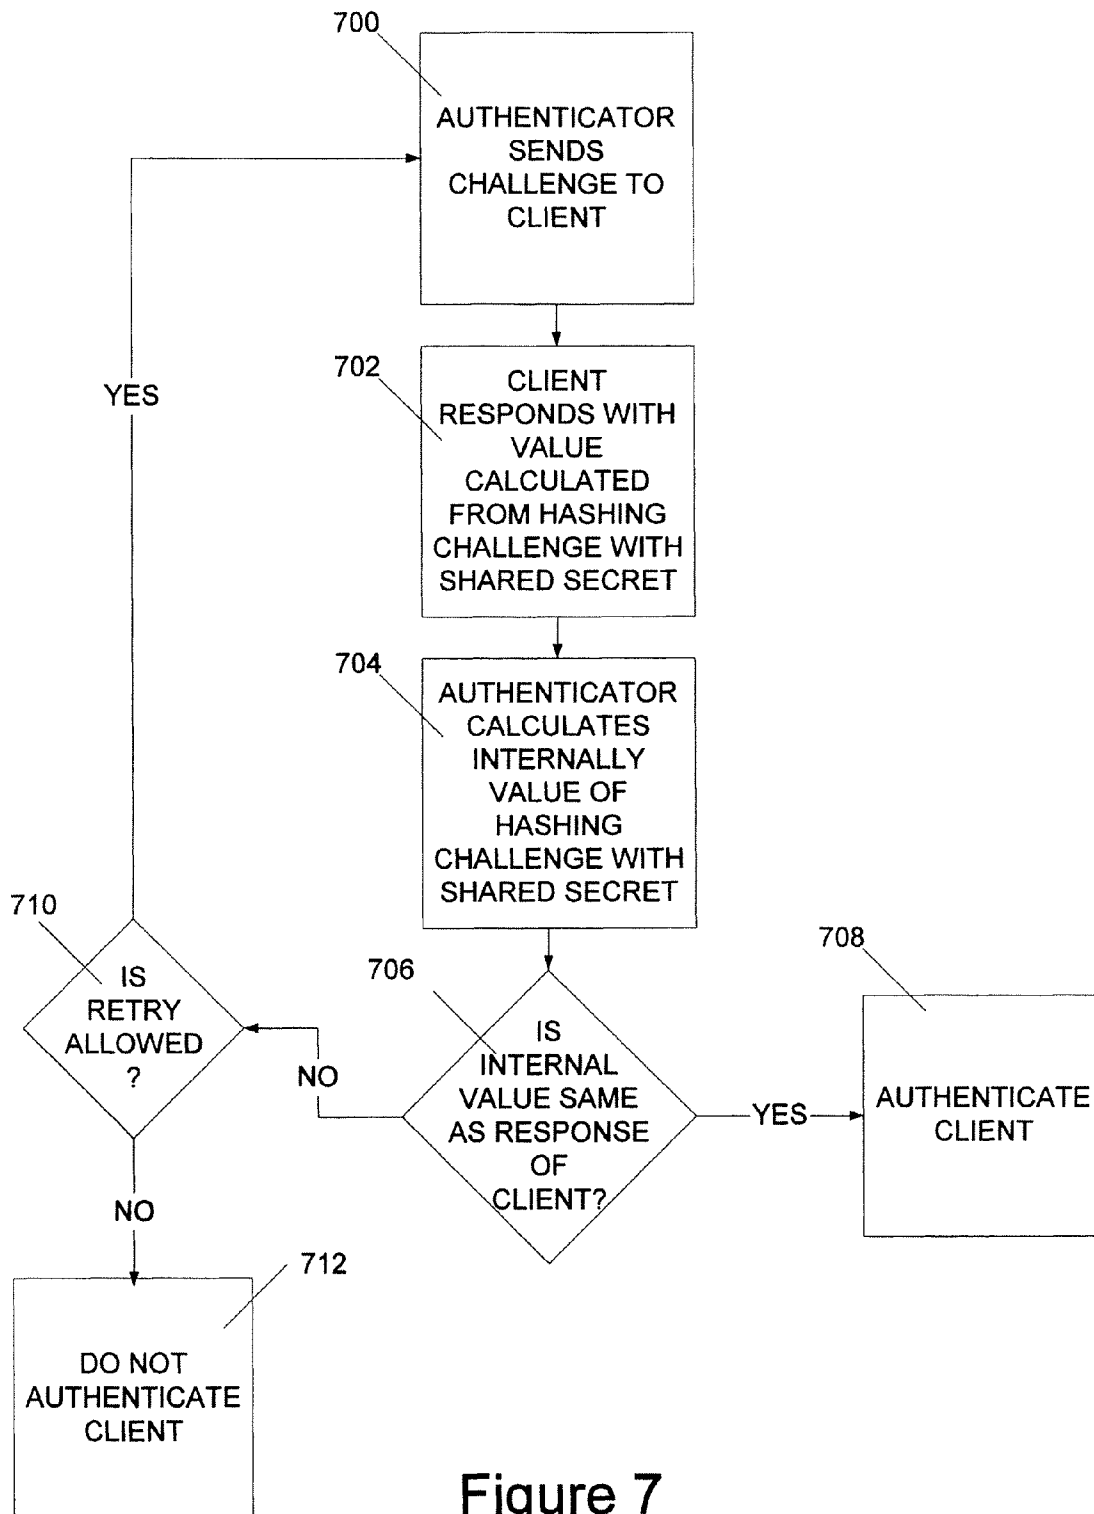 700
AUTHENTICATOR
SENDS
CHALLENGE TO
CLIENT
702
CLIENT
RESPONDS WITH
VALUE
CALCULATED
FROM HASHING
CHALLENGE WITH
SHARED SECRET
YES
704
AUTHENTICATOR
CALCULATES
INTERNALLY
VALUE OF
HASHING
CHALLENGE WITH
SHARED SECRET
710
IS
RETRY
ALLOWED
?
706
IS
INTERNAL
VALUE SAME
AS RESPONSE
OF
CLIENT?
NO
YES
708
AUTHENTICATE
CLIENT
NO
712
DO NOT
AUTHENTICATE
CLIENT
Figure 7